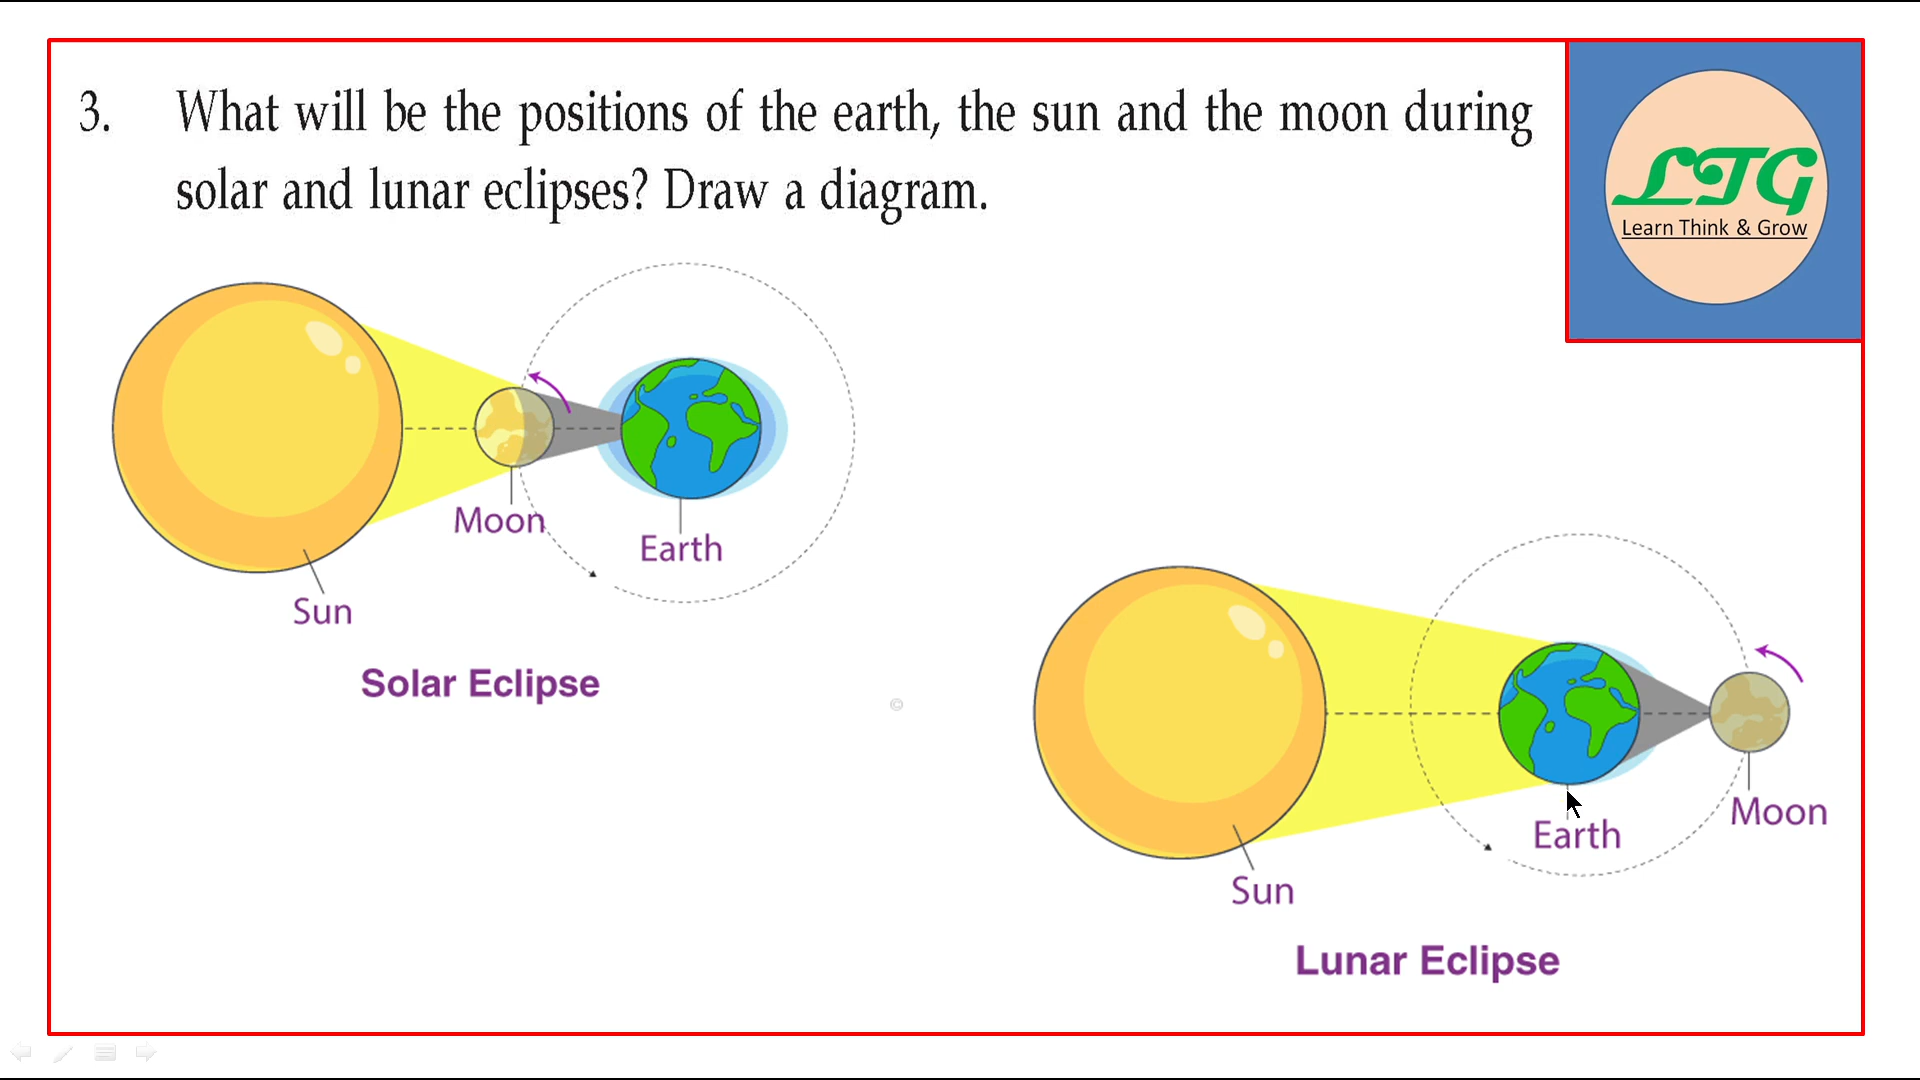 3. What will be the positions of the earth, the sun and the moon during
solar and lunar eclipses? Draw a diagram.
LTG
Learn Think & Grow
Moon
Earth
Sun
Solar Eclipse
©
Moon
Earth
Sun
Lunar Eclipse